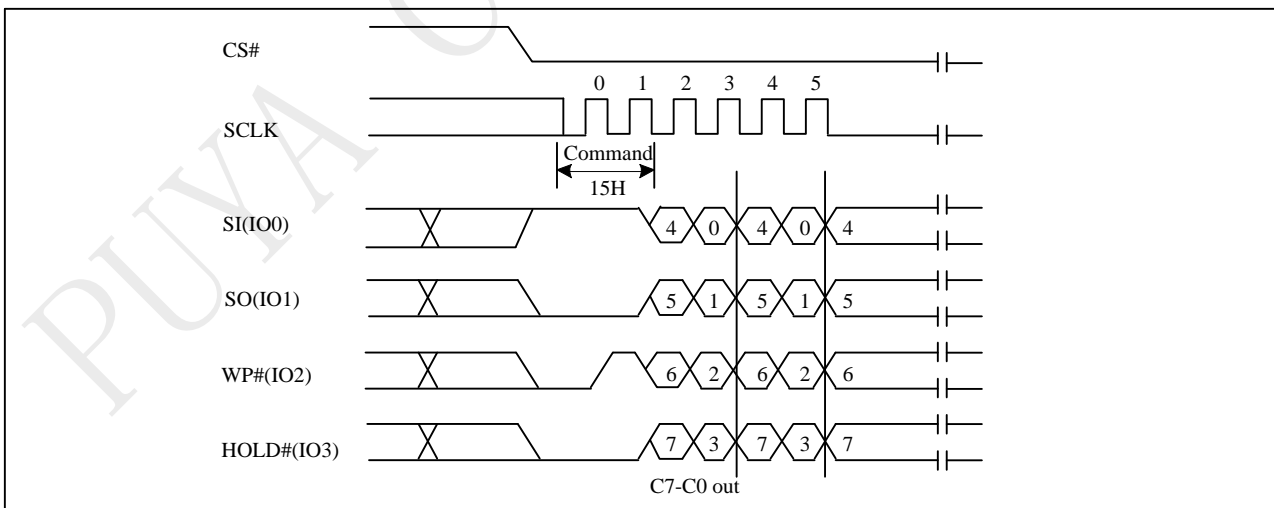 PUYA C
CS#
0 1 2 3 4 5
SCLK
Command
15H
SI(IO0)
4 0 4 0 4
SO(IO1)
5 1 5 1 5
WP#(IO2)
6 2 6 2 6
HOLD#(IO3)
7 3 7 3 7
C7-C0 out